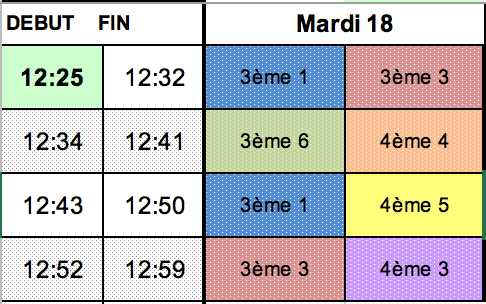 DEBUT FIN Mardi 18
12:25 12:32 3ème 1 3ème 3
12:34 12:41 3ème 6 4ème 4
12:43 12:50 3ème 1 4ème 5
12:52 12:59 3ème 3 4ème 3